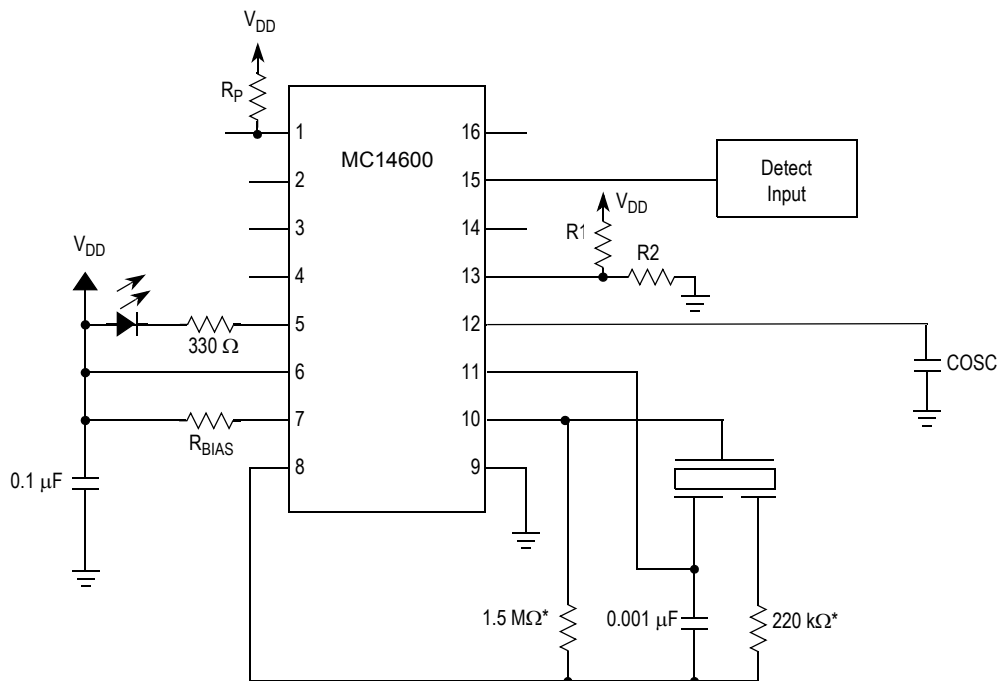 V_DD
R_P
1
16
MC14600
2
15
Detect
Input
3
14
V_DD
R1
R2
V_DD
4
13
5
12
330 Ω
6
11
COSC
7
10
R_BIAS
8
9
0.1 μF
1.5 MΩ*
0.001 μF
220 kΩ*